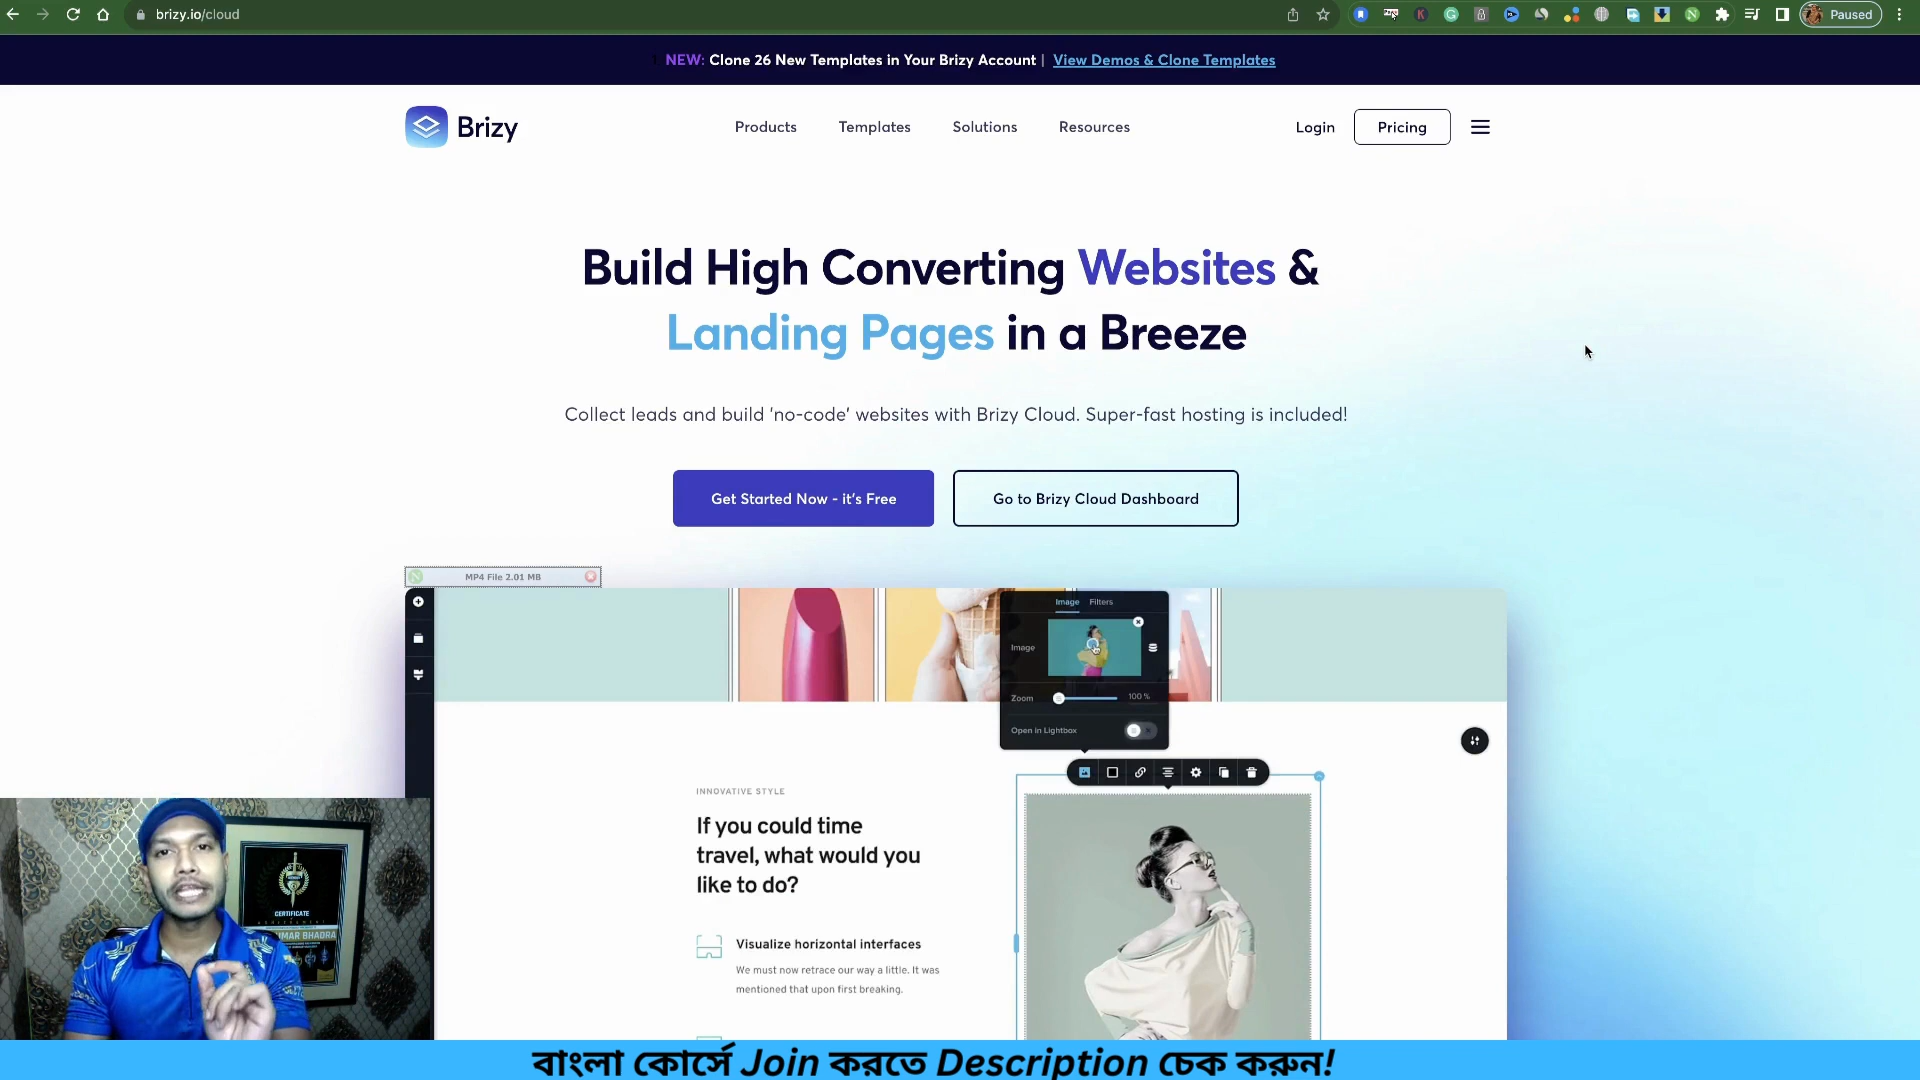 brizy.io/cloud
Paused
NEW: Clone 26 New Templates in Your Brizy Account | View Demos & Clone Templates
Brizy
Products
Templates
Solutions
Resources
Login
Pricing
Build High Converting Websites &
Landing Pages in a Breeze
Collect leads and build 'no-code' websites with Brizy Cloud. Super-fast hosting is included!
Get Started Now - it's Free
Go to Brizy Cloud Dashboard
MP4 File 2.01 MB
Image Filters
Image
Zoom 100 %
Open in Lightbox
INNOVATIVE STYLE
If you could time
travel, what would you
like to do?
Visualize horizontal interfaces
We must now retrace our way a little. It was
mentioned that upon first breaking.
CERTIFICATE
UMAR BHADRA
বাংলা কোর্সে Join করতে Description চেক করুন!